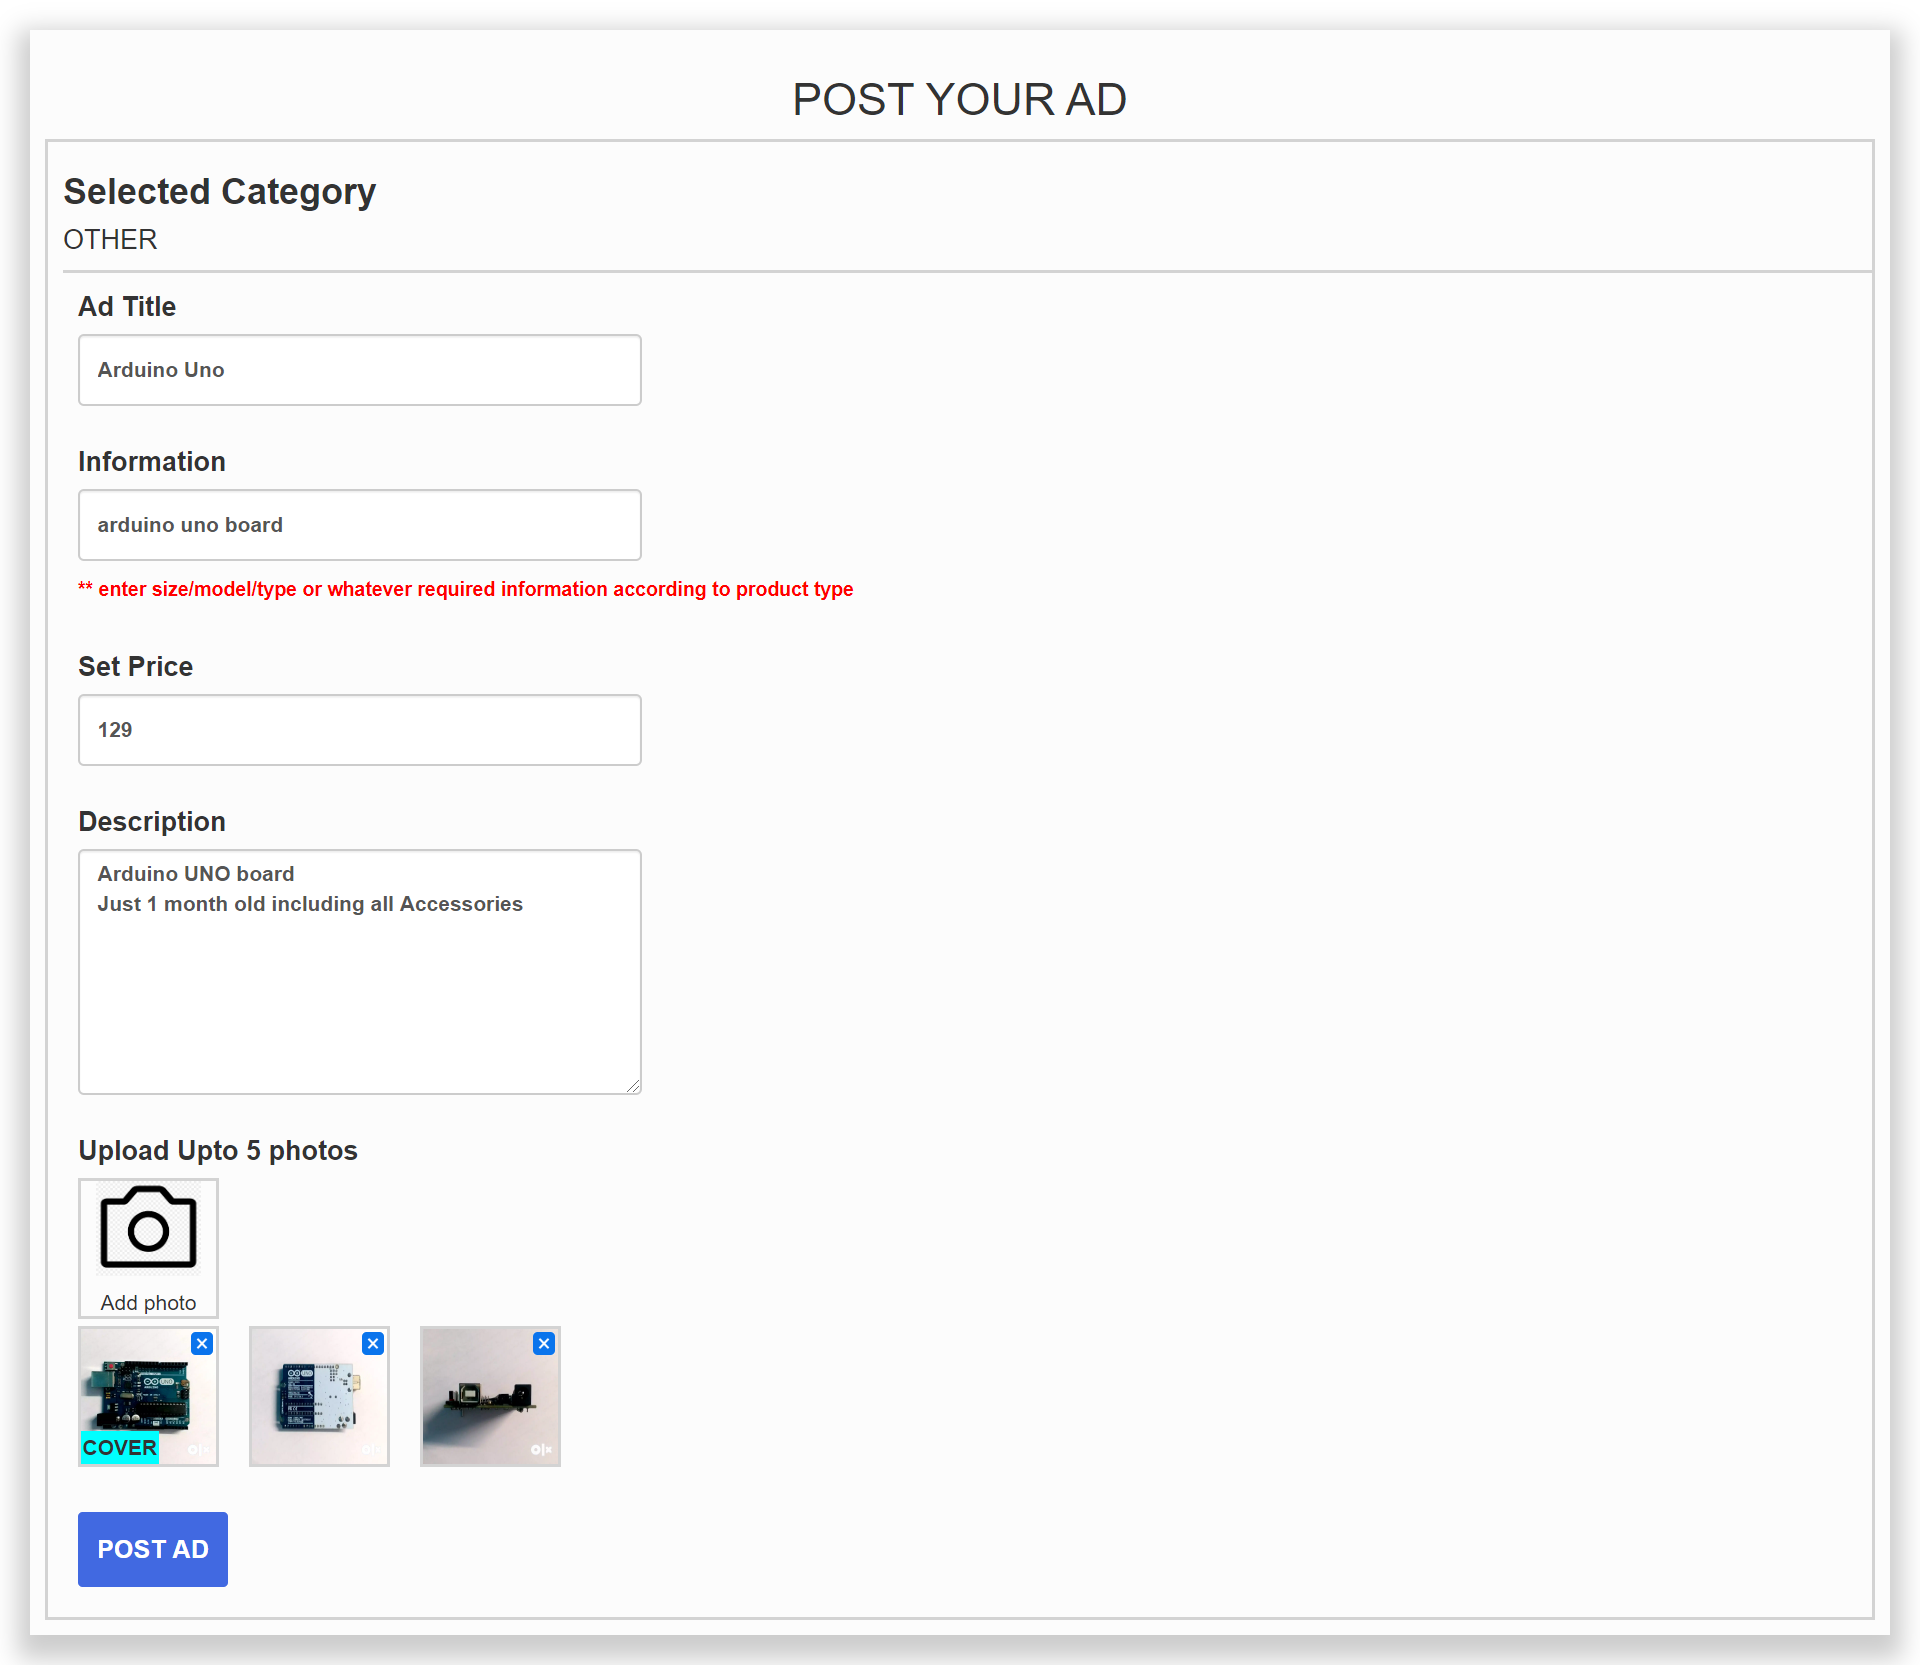 POST YOUR AD
Selected Category
OTHER
Ad Title
Arduino Uno
Information
arduino uno board
** enter size/model/type or whatever required information according to product type
Set Price
129
Description
Arduino UNO board
Just 1 month old including all Accessories
Upload Upto 5 photos
Add photo
UNO
COVER
olx
POST AD